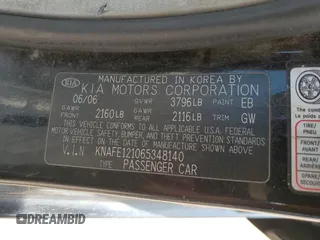 MANUFACTURED IN KOREA BY
KIA KIA MOTORS CORPORATION
06/06 GVWR 3796LB PAINT EB
GAWR FRONT 2160LB GAWR REAR 2116LB TRIM GW
THIS VEHICLE CONFORMS TO ALL APPLICABLE U.S.A. FEDERAL
MOTOR VEHICLE SAFETY, BUMPER, AND THEFT PREVENTION STANDARDS
IN EFFECT ON THE DATE OF MANUFACTURE SHOWN ABOVE.
V.I.N KNAFE121065348140
TYPE: PASSENGER CAR
DREAMBID